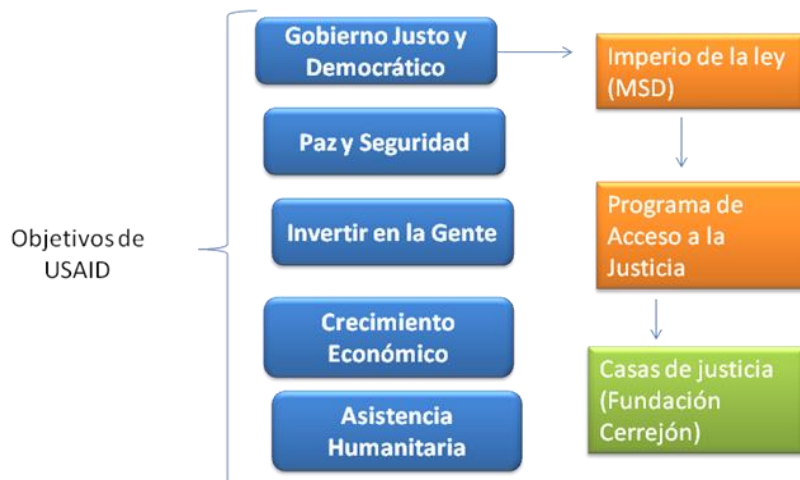 Objetivos de
USAID
Gobierno Justo y
Democrático
Paz y Seguridad
Invertir en la Gente
Crecimiento
Económico
Asistencia
Humanitaria
Imperio de la ley
(MSD)
Programa de
Acceso a la
Justicia
Casas de justicia
(Fundación
Cerrejón)